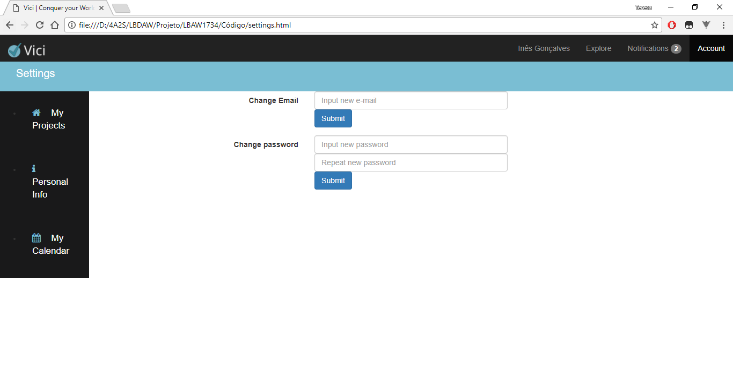 Vici | Conquer your Work
file:///D:/4A2S/LBDAW/Projeto/LBAW1734/Código/settings.html
Vici
Inês Gonçalves
Explore
Notifications 2
Account
Settings
My
Projects
Personal
Info
My
Calendar
Change Email
Input new e-mail
Submit
Change password
Input new password
Repeat new password
Submit